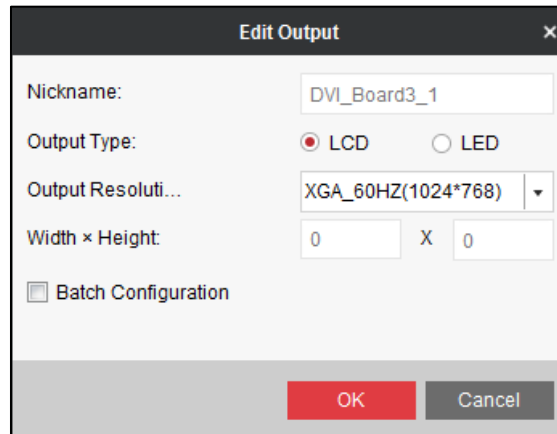 Edit Output ×
Nickname: DVI_Board3_1
Output Type: LCD LED
Output Resoluti... XGA_60HZ(1024*768)
Width × Height: 0 X 0
Batch Configuration
OK Cancel